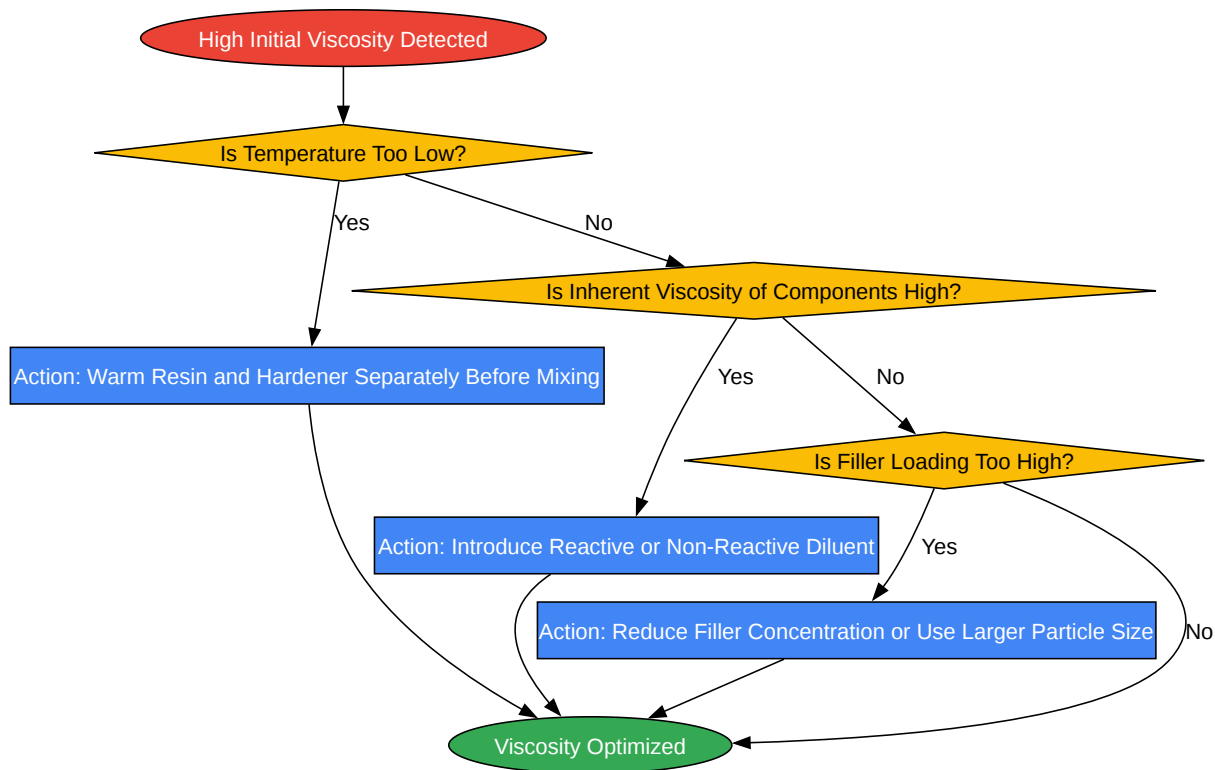 High Initial Viscosity Detected
Is Temperature Too Low?
Yes
No
Is Inherent Viscosity of Components High?
Action: Warm Resin and Hardener Separately Before Mixing
Yes
No
Is Filler Loading Too High?
Action: Introduce Reactive or Non-Reactive Diluent
Yes
Action: Reduce Filler Concentration or Use Larger Particle Size
No
Viscosity Optimized